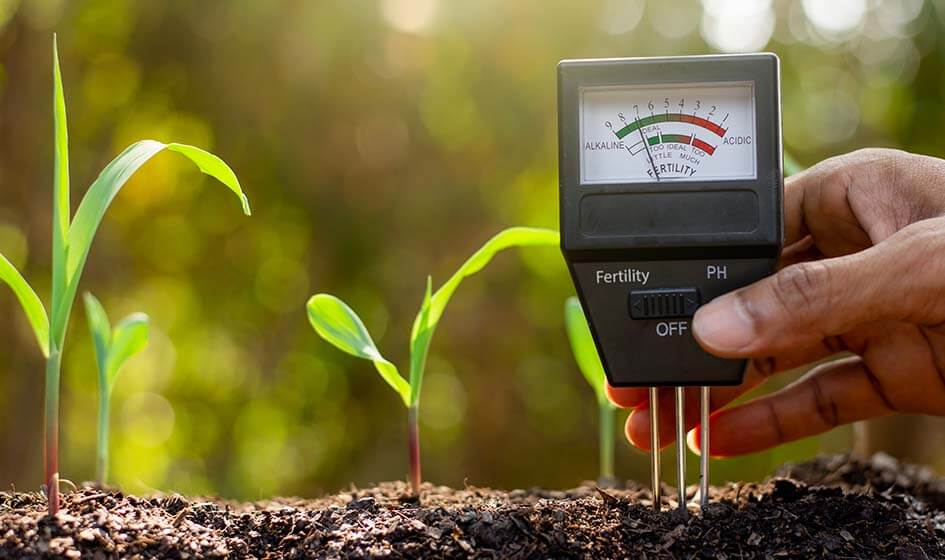 9 8 7 6 5 4 3 2
IDEAL
ALKALINE ACIDIC
TOO IDEAL TOO
LITTLE MUCH
FERTILITY
Fertility PH
OFF